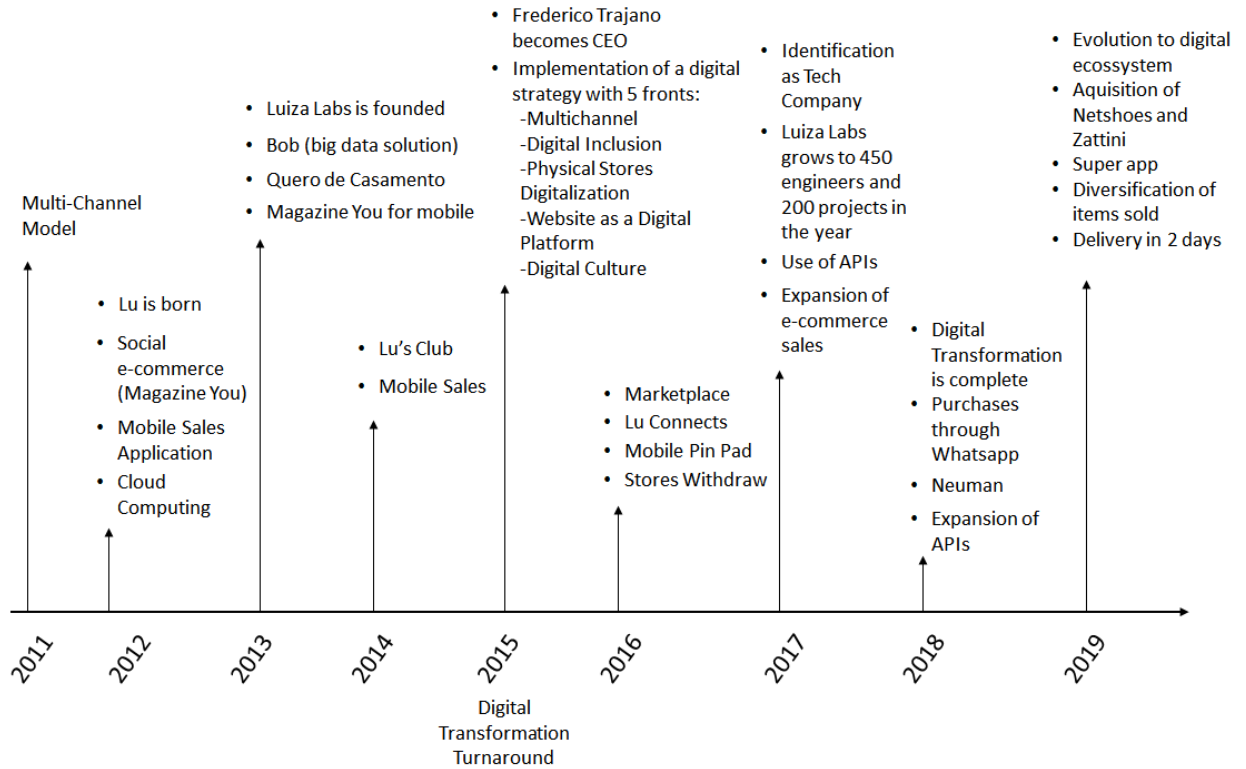 Multi-Channel
Model
• Lu is born
• Social
e-commerce
(Magazine You)
• Mobile Sales
Application
• Cloud
Computing
• Luiza Labs is founded
• Bob (big data solution)
• Quero de Casamento
• Magazine You for mobile
• Lu's Club
• Mobile Sales
• Frederico Trajano
becomes CEO
• Implementation of a digital
strategy with 5 fronts:
-Multichannel
-Digital Inclusion
-Physical Stores
Digitalization
-Website as a Digital
Platform
-Digital Culture
• Marketplace
• Lu Connects
• Mobile Pin Pad
• Stores Withdraw
• Identification
as Tech
Company
• Luiza Labs
grows to 450
engineers and
200 projects in
the year
• Use of APIs
• Expansion of
e-commerce
sales
• Digital
Transformation
is complete
• Purchases
through
Whatsapp
• Neuman
• Expansion of
APIs
• Evolution to digital
ecosystem
• Aquisition of
Netshoes and
Zattini
• Super app
• Diversification of
items sold
• Delivery in 2 days
2011
2012
2013
2014
2015
2016
2017
2018
2019
Digital
Transformation
Turnaround